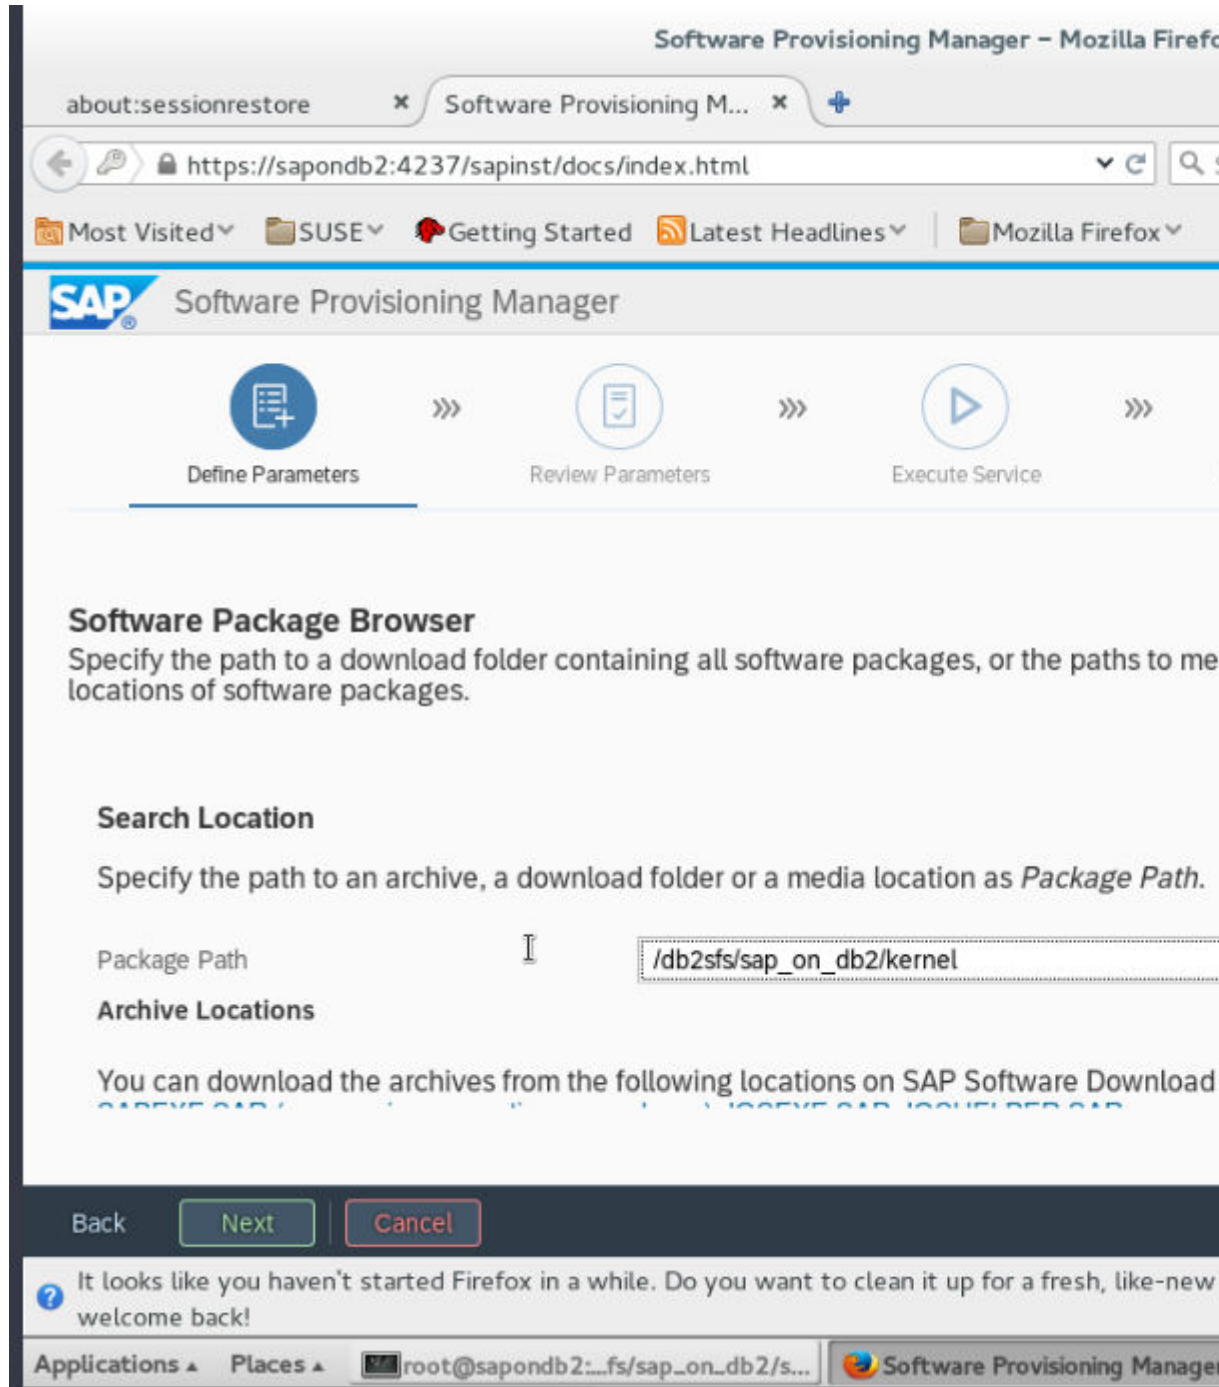 Software Provisioning Manager – Mozilla Firefo
about:sessionrestore
Software Provisioning M...
https://sapondb2:4237/sapinst/docs/index.html
Most Visited SUSE Getting Started Latest Headlines Mozilla Firefox
SAP Software Provisioning Manager
Define Parameters Review Parameters Execute Service
Software Package Browser
Specify the path to a download folder containing all software packages, or the paths to me
locations of software packages.
Search Location
Specify the path to an archive, a download folder or a media location as Package Path.
Package Path /db2sfs/sap_on_db2/kernel
Archive Locations
You can download the archives from the following locations on SAP Software Download
Back Next Cancel
It looks like you haven't started Firefox in a while. Do you want to clean it up for a fresh, like-new
welcome back!
Applications Places root@sapondb2:...fs/sap_on_db2/s... Software Provisioning Manager